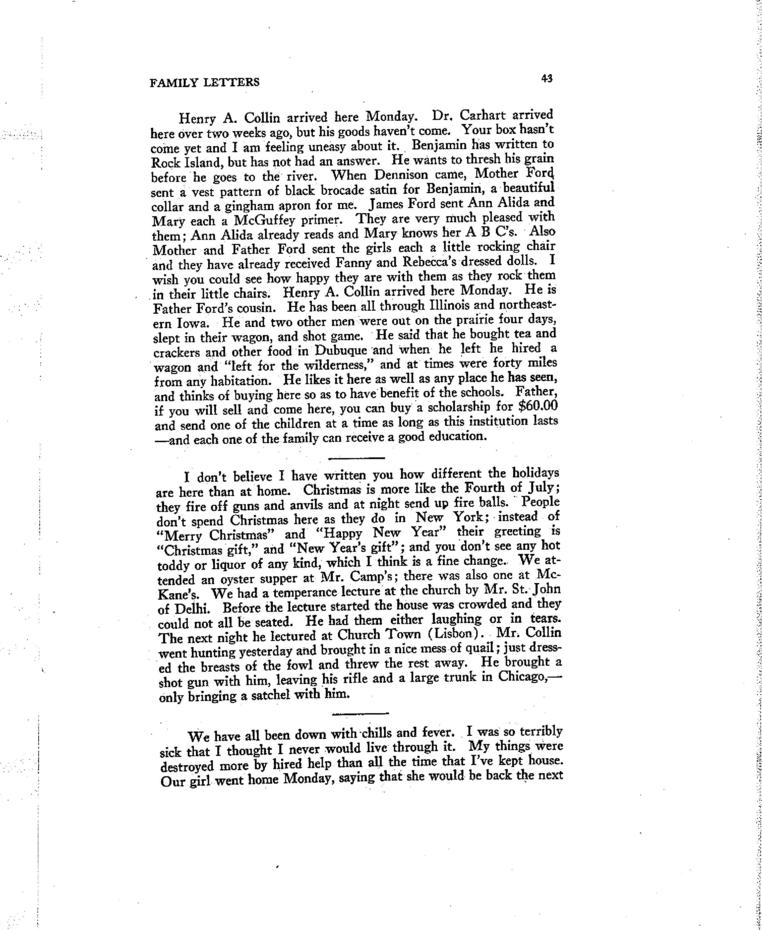 FAMILY LETTERS 43
Henry A. Collin arrived here Monday. Dr. Carhart arrived
here over two weeks ago, but his goods haven't come. Your box hasn't
come yet and I am feeling uneasy about it. Benjamin has written to
Rock Island, but has not had an answer. He wants to thresh his grain
before he goes to the river. When Dennison came, Mother Ford
sent a vest pattern of black brocade satin for Benjamin, a beautiful
collar and a gingham apron for me. James Ford sent Ann Alida and
Mary each a McGuffey primer. They are very much pleased with
them; Ann Alida already reads and Mary knows her A B C's. Also
Mother and Father Ford sent the girls each a little rocking chair
and they have already received Fanny and Rebecca's dressed dolls. I
wish you could see how happy they are with them as they rock them
in their little chairs. Henry A. Collin arrived here Monday. He is
Father Ford's cousin. He has been all through Illinois and northeast-
ern Iowa. He and two other men were out on the prairie four days,
slept in their wagon, and shot game. He said that he bought tea and
crackers and other food in Dubuque and when he left he hired a
wagon and "left for the wilderness," and at times were forty miles
from any habitation. He likes it here as well as any place he has seen,
and thinks of buying here so as to have benefit of the schools. Father,
if you will sell and come here, you can buy a scholarship for $60.00
and send one of the children at a time as long as this institution lasts
—and each one of the family can receive a good education.
I don't believe I have written you how different the holidays
are here than at home. Christmas is more like the Fourth of July;
they fire off guns and anvils and at night send up fire balls. People
don't spend Christmas here as they do in New York; instead of
"Merry Christmas" and "Happy New Year" their greeting is
"Christmas gift," and "New Year's gift"; and you don't see any hot
toddy or liquor of any kind, which I think is a fine change. We at-
tended an oyster supper at Mr. Camp's; there was also one at Mc-
Kane's. We had a temperance lecture at the church by Mr. St. John
of Delhi. Before the lecture started the house was crowded and they
could not all be seated. He had them either laughing or in tears.
The next night he lectured at Church Town (Lisbon). Mr. Collin
went hunting yesterday and brought in a nice mess of quail; just dress-
ed the breasts of the fowl and threw the rest away. He brought a
shot gun with him, leaving his rifle and a large trunk in Chicago,—
only bringing a satchel with him.
We have all been down with chills and fever. I was so terribly
sick that I thought I never would live through it. My things were
destroyed more by hired help than all the time that I've kept house.
Our girl went home Monday, saying that she would be back the next